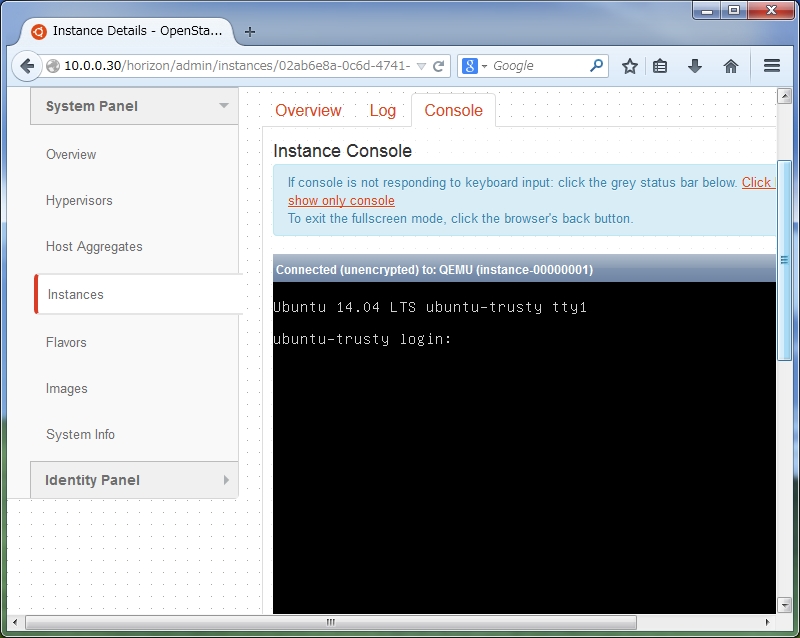 Instance Details - OpenSta...
10.0.0.30/horizon/admin/instances/02ab6e8a-0c6d-4741-
8
Google
System Panel
Overview
Hypervisors
Host Aggregates
Instances
Flavors
Images
System Info
Identity Panel
Overview Log Console
Instance Console
If console is not responding to keyboard input: click the grey status bar below. Click
show only console
To exit the fullscreen mode, click the browser's back button.
Connected (unencrypted) to: QEMU (instance-00000001)
Ubuntu 14.04 LTS ubuntu-trusty tty1
ubuntu-trusty login: